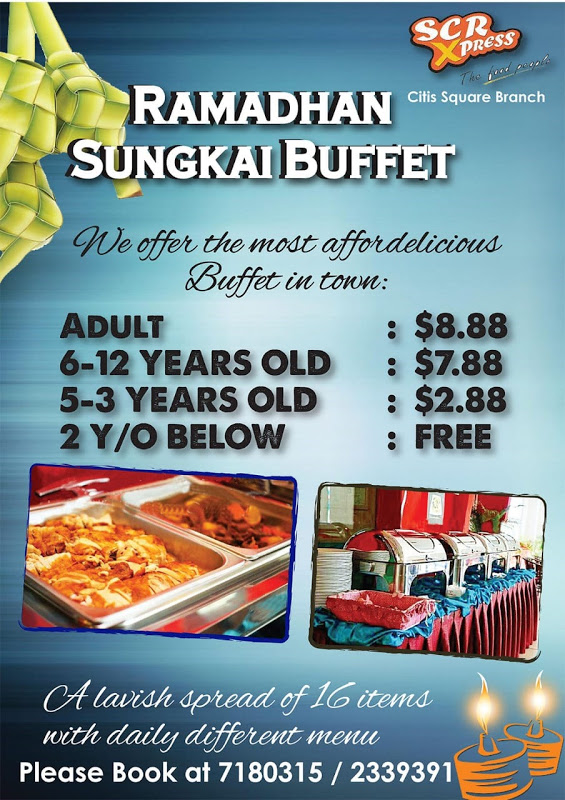 SCR
XPRESS
The food people
Citis Square Branch
RAMADHAN
SUNGKAI BUFFET
We offer the most affordelicious
Buffet in town:
ADULT : $8.88
6-12 YEARS OLD : $7.88
5-3 YEARS OLD : $2.88
2 Y/O BELOW : FREE
A lavish spread of 16 items
with daily different menu
Please Book at 7180315 / 2339391